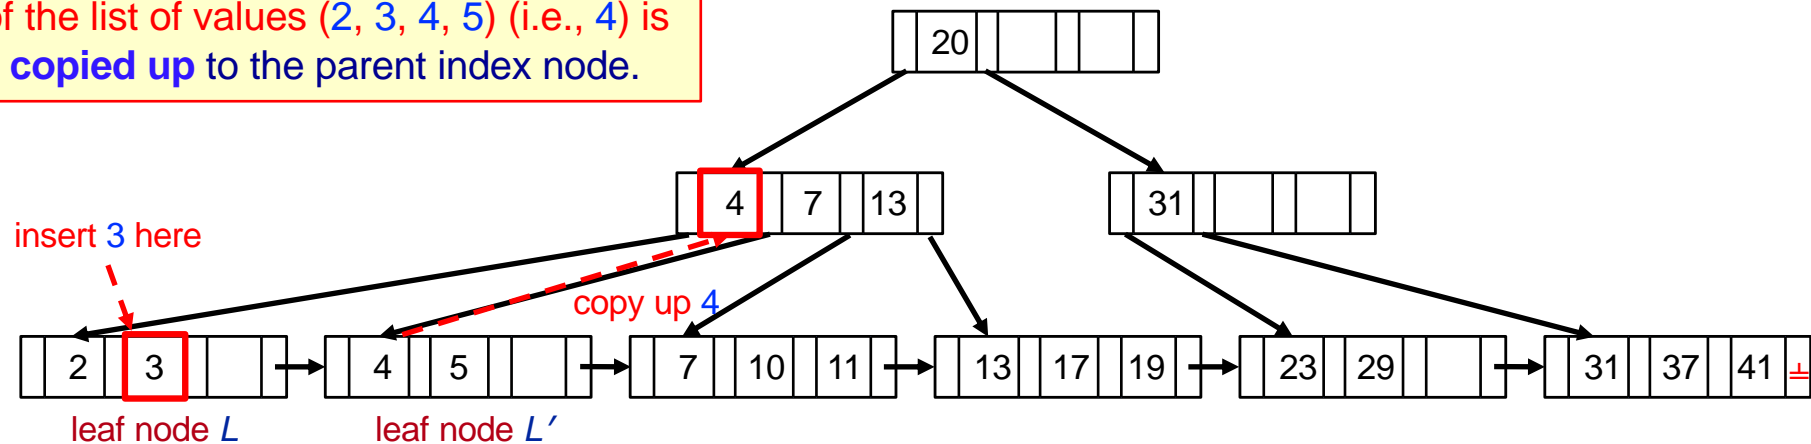 of the list of values (2, 3, 4, 5) (i.e., 4) is
copied up to the parent index node.
20
4 7 13
31
insert 3 here
copy up 4
2 3
4 5
7 10 11
13 17 19
23 29
31 37 41
leaf node L
leaf node L′